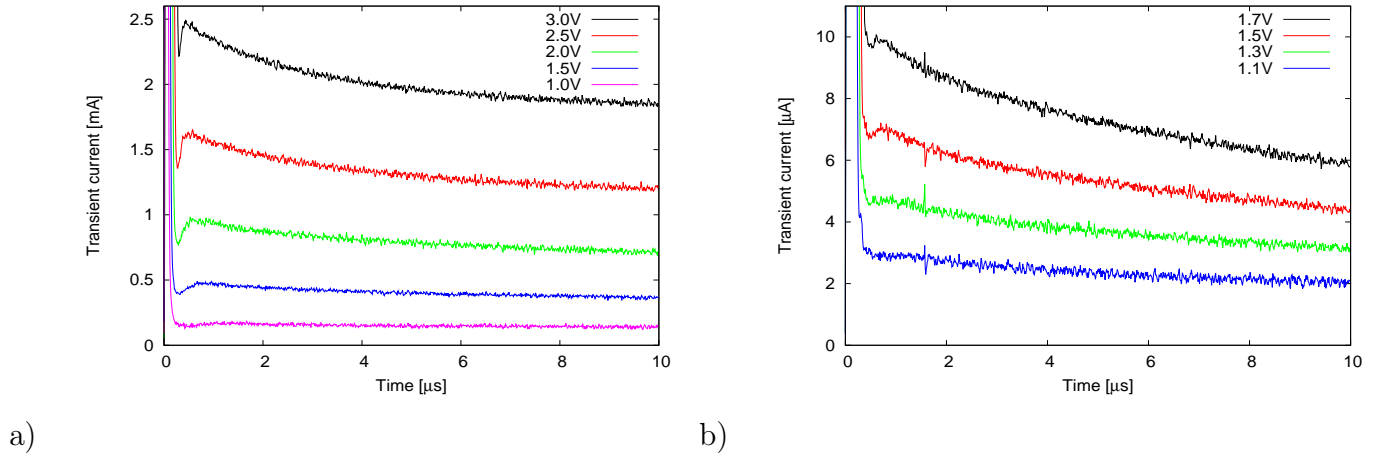 Transient current [mA]
2.5
2
1.5
1
0.5
0
0 2 4 6 8 10
Time [μs]
3.0V
2.5V
2.0V
1.5V
1.0V
a)
Transient current [μA]
10
8
6
4
2
0
0 2 4 6 8 10
Time [μs]
1.7V
1.5V
1.3V
1.1V
b)